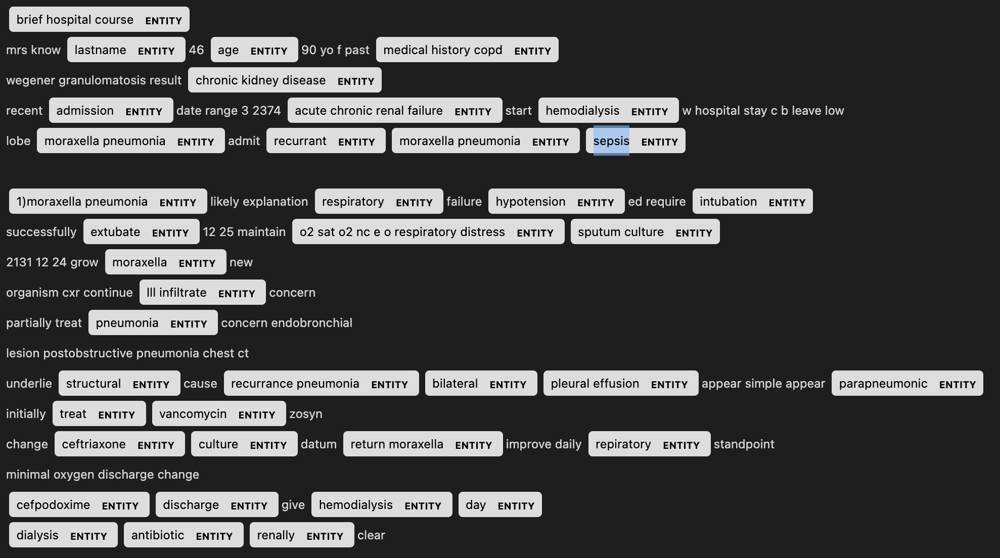 brief hospital course ENTITY
mrs know lastname ENTITY 46 age ENTITY 90 yo f past medical history copd ENTITY
wegener granulomatosis result chronic kidney disease ENTITY
recent admission ENTITY date range 3 2374 acute chronic renal failure ENTITY start hemodialysis ENTITY w hospital stay c b leave low
lobe moraxella pneumonia ENTITY admit recurrant ENTITY moraxella pneumonia ENTITY sepsis ENTITY
1)moraxella pneumonia ENTITY likely explanation respiratory ENTITY failure hypotension ENTITY ed require intubation ENTITY
successfully extubate ENTITY 12 25 maintain o2 sat o2 nc e o respiratory distress ENTITY sputum culture ENTITY
2131 12 24 grow moraxella ENTITY new
organism cxr continue lll infiltrate ENTITY concern
partially treat pneumonia ENTITY concern endobronchial
lesion postobstructive pneumonia chest ct
underlie structural ENTITY cause recurrance pneumonia ENTITY bilateral ENTITY pleural effusion ENTITY appear simple appear parapneumonic ENTITY
initially treat ENTITY vancomycin ENTITY zosyn
change ceftriaxone ENTITY culture ENTITY datum return moraxella ENTITY improve daily repiratory ENTITY standpoint
minimal oxygen discharge change
cefpodoxime ENTITY discharge ENTITY give hemodialysis ENTITY day ENTITY
dialysis ENTITY antibiotic ENTITY renally ENTITY clear